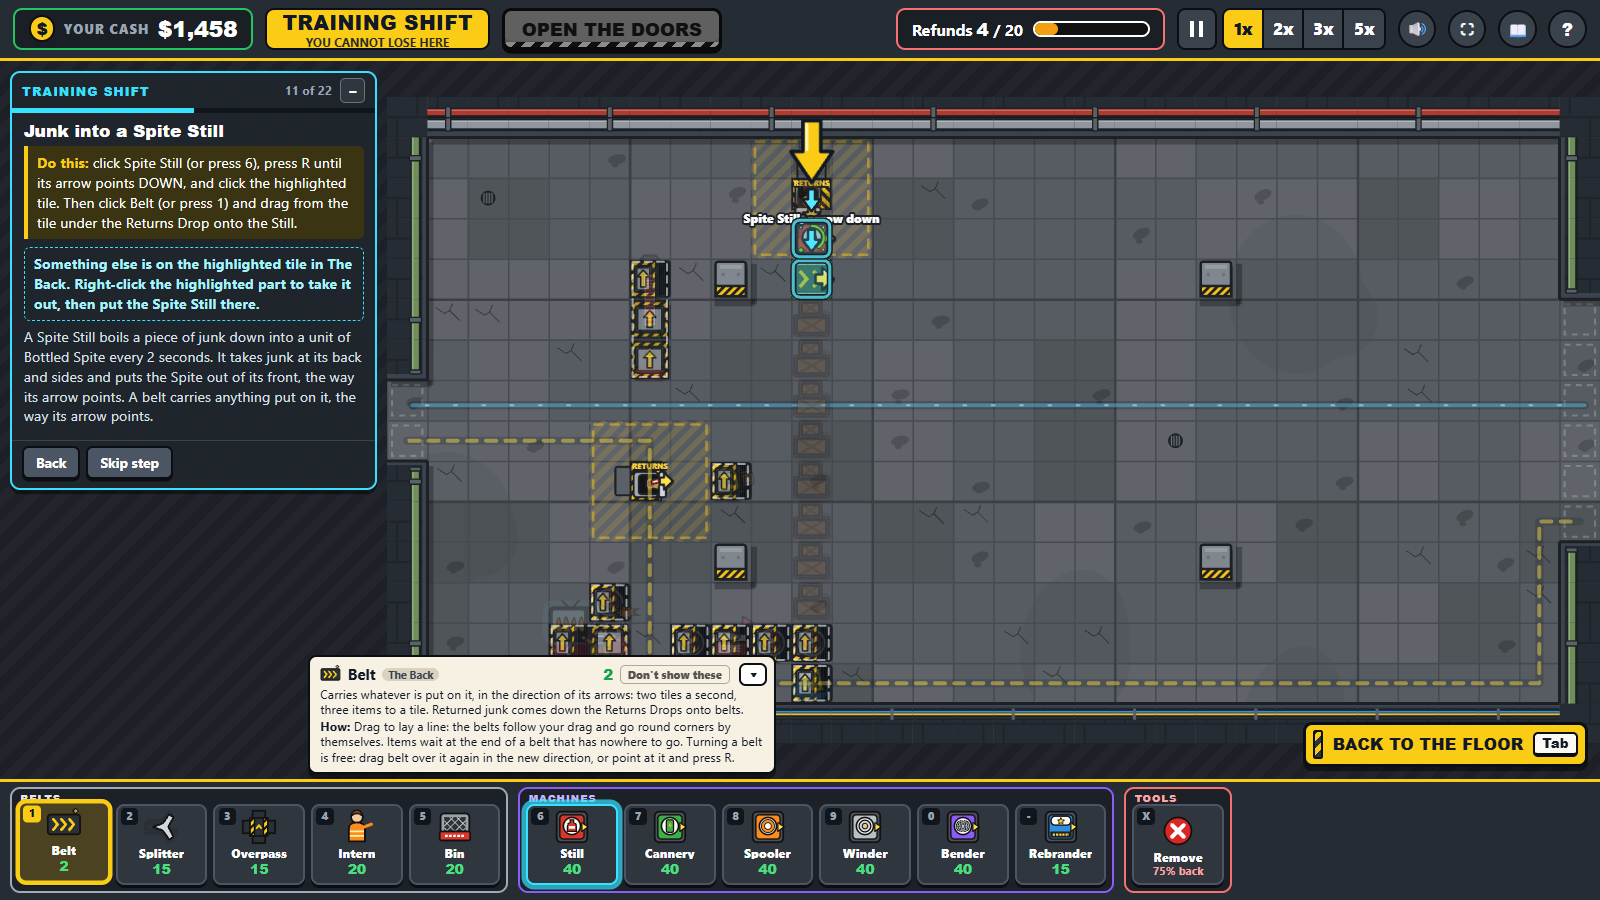 YOUR CASH $1,458
TRAINING SHIFT
YOU CANNOT LOSE HERE
OPEN THE DOORS
Refunds 4 / 20
1x
2x
3x
5x
?
TRAINING SHIFT
11 of 22
Junk into a Spite Still
Do this: click Spite Still (or press 6), press R until
its arrow points DOWN, and click the highlighted
tile. Then click Belt (or press 1) and drag from the
tile under the Returns Drop onto the Still.
Something else is on the highlighted tile in The
Back. Right-click the highlighted part to take it
out, then put the Spite Still there.
A Spite Still boils a piece of junk down into a unit of
Bottled Spite every 2 seconds. It takes junk at its back
and sides and puts the Spite out of its front, the way
its arrow points. A belt carries anything put on it, the
way its arrow points.
Back
Skip step
RETURNS
Spite down
RETURNS
Belt
The Back
2
Don't show these
Carries whatever is put on it, in the direction of its arrows: two tiles a second,
three items to a tile. Returned junk comes down the Returns Drops onto belts.
How: Drag to lay a line: the belts follow your drag and go round corners by
themselves. Items wait at the end of a belt that has nowhere to go. Turning a belt
is free: drag belt over it again in the new direction, or point at it and press R.
BACK TO THE FLOOR Tab
BELTS
1
Belt
2
2
Splitter
15
3
Overpass
15
4
Intern
20
5
Bin
20
MACHINES
6
Still
40
7
Cannery
40
8
Spooler
40
9
Winder
40
0
Bender
40
-
Rebrander
15
TOOLS
X
Remove
75% back